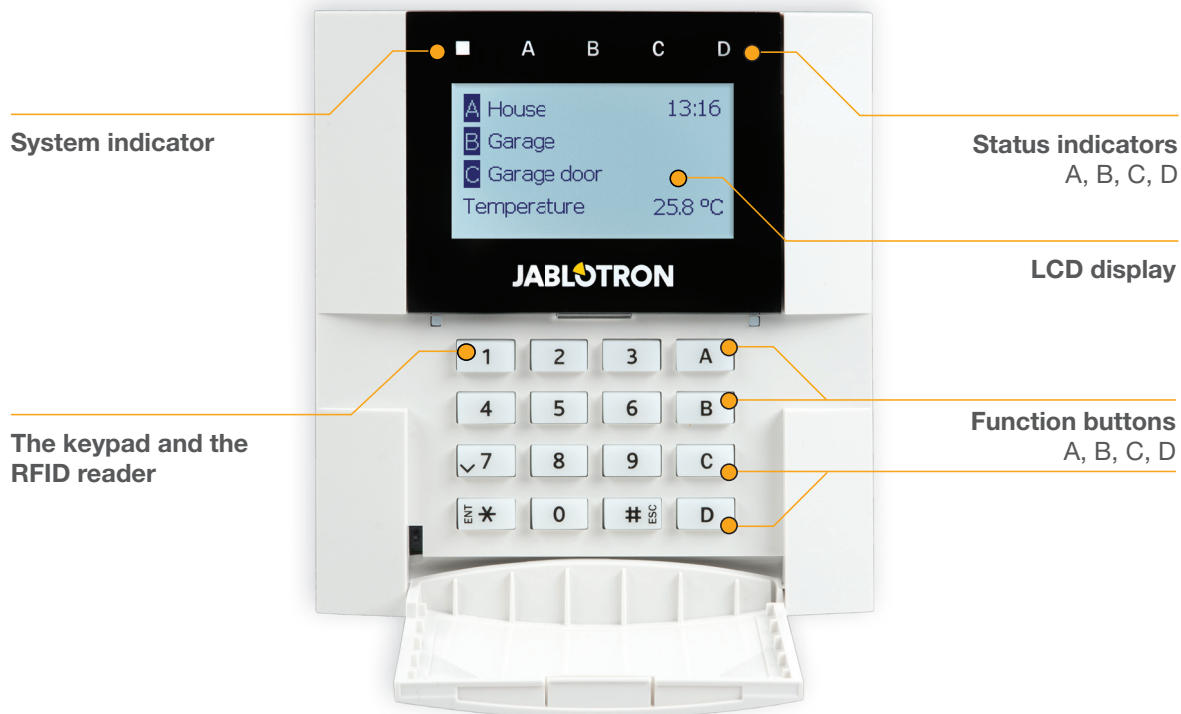 A B C D
A House 13:16
B Garage
C Garage door
Temperature 25.8 ºC
JABLOTRON
System indicator
Status indicators
A, B, C, D
LCD display
1 2 3 A
4 5 6 B
7 8 9 C
ENT * 0 # ESC D
The keypad and the
RFID reader
Function buttons
A, B, C, D